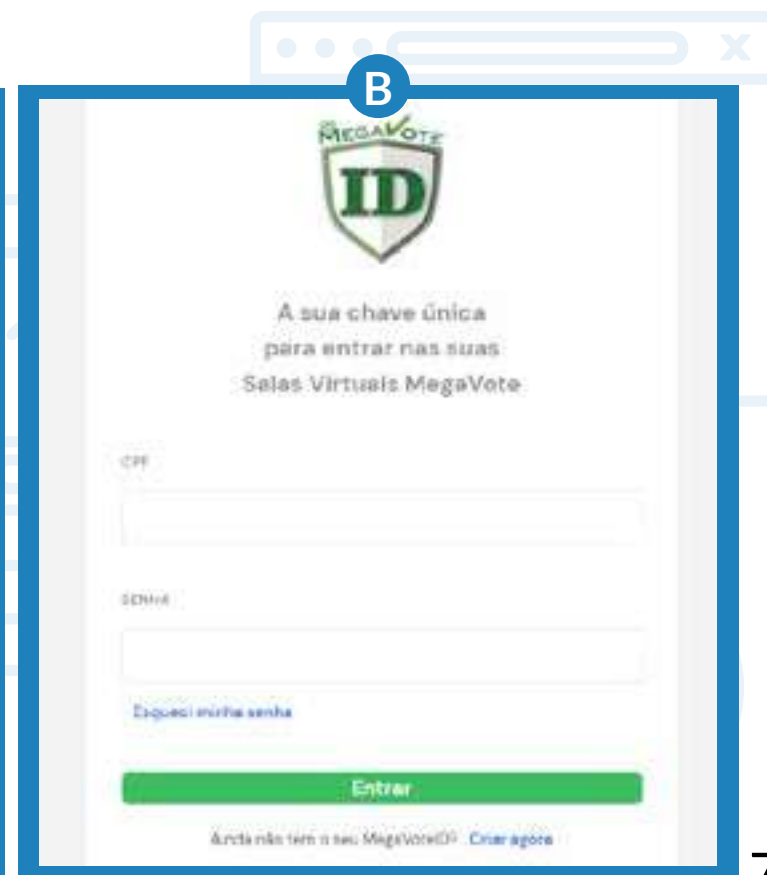 X
B
MEGAVOTE
ID
A sua chave única
para entrar nas suas
Salas Virtuais MegaVote
CPF
SENHA
Esqueci minha senha
Entrar
Ainda não tem o seu MegaVoteID? Criar agora
7